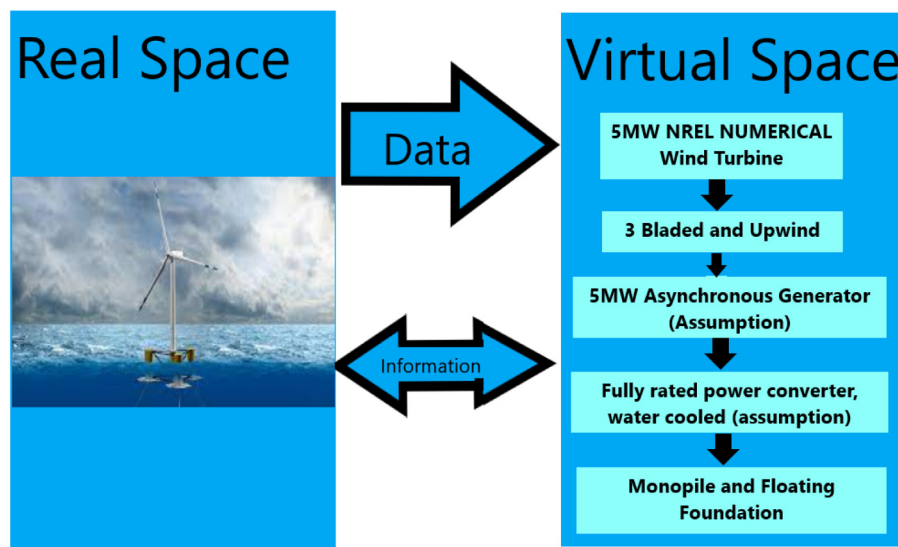 Real Space
Data
Information
Virtual Space
5MW NREL NUMERICAL
Wind Turbine
3 Bladed and Upwind
5MW Asynchronous Generator
(Assumption)
Fully rated power converter,
water cooled (assumption)
Monopile and Floating
Foundation